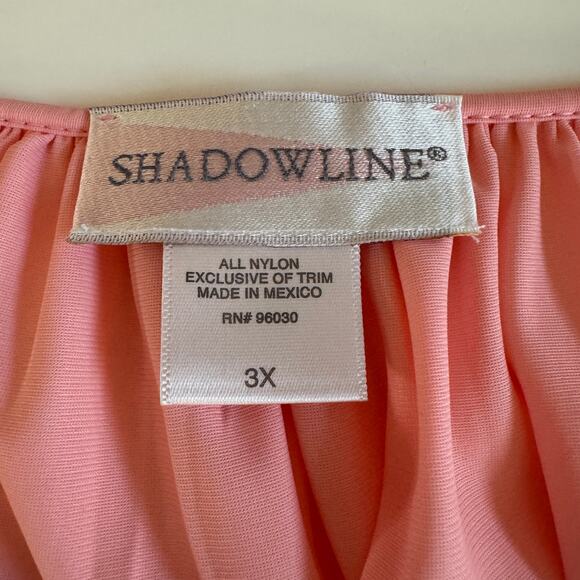 SHADOWLINE®
ALL NYLON
EXCLUSIVE OF TRIM
MADE IN MEXICO
RN# 96030
3X